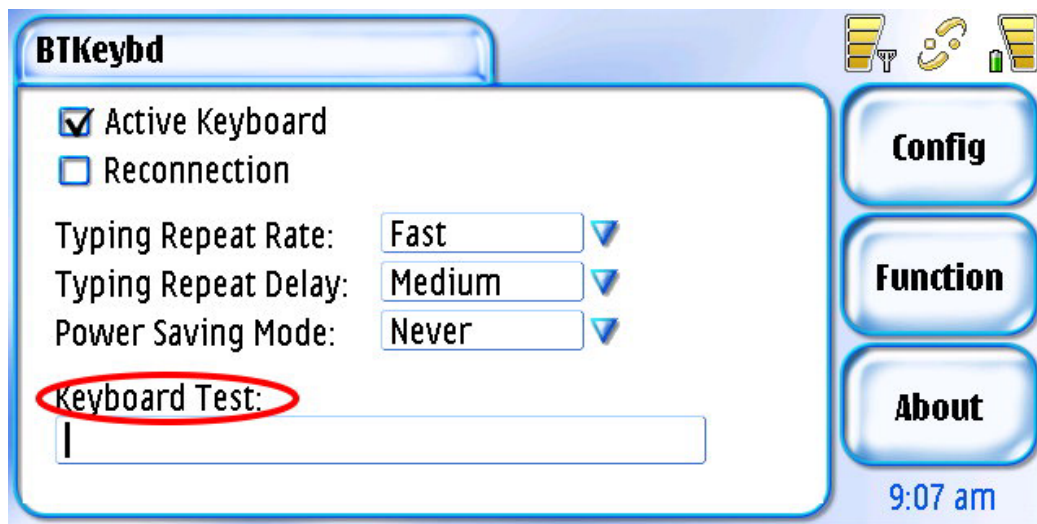 BTKeybd
Active Keyboard
Reconnection
Typing Repeat Rate: Fast
Typing Repeat Delay: Medium
Power Saving Mode: Never
Keyboard Test:
Config
Function
About
9:07 am